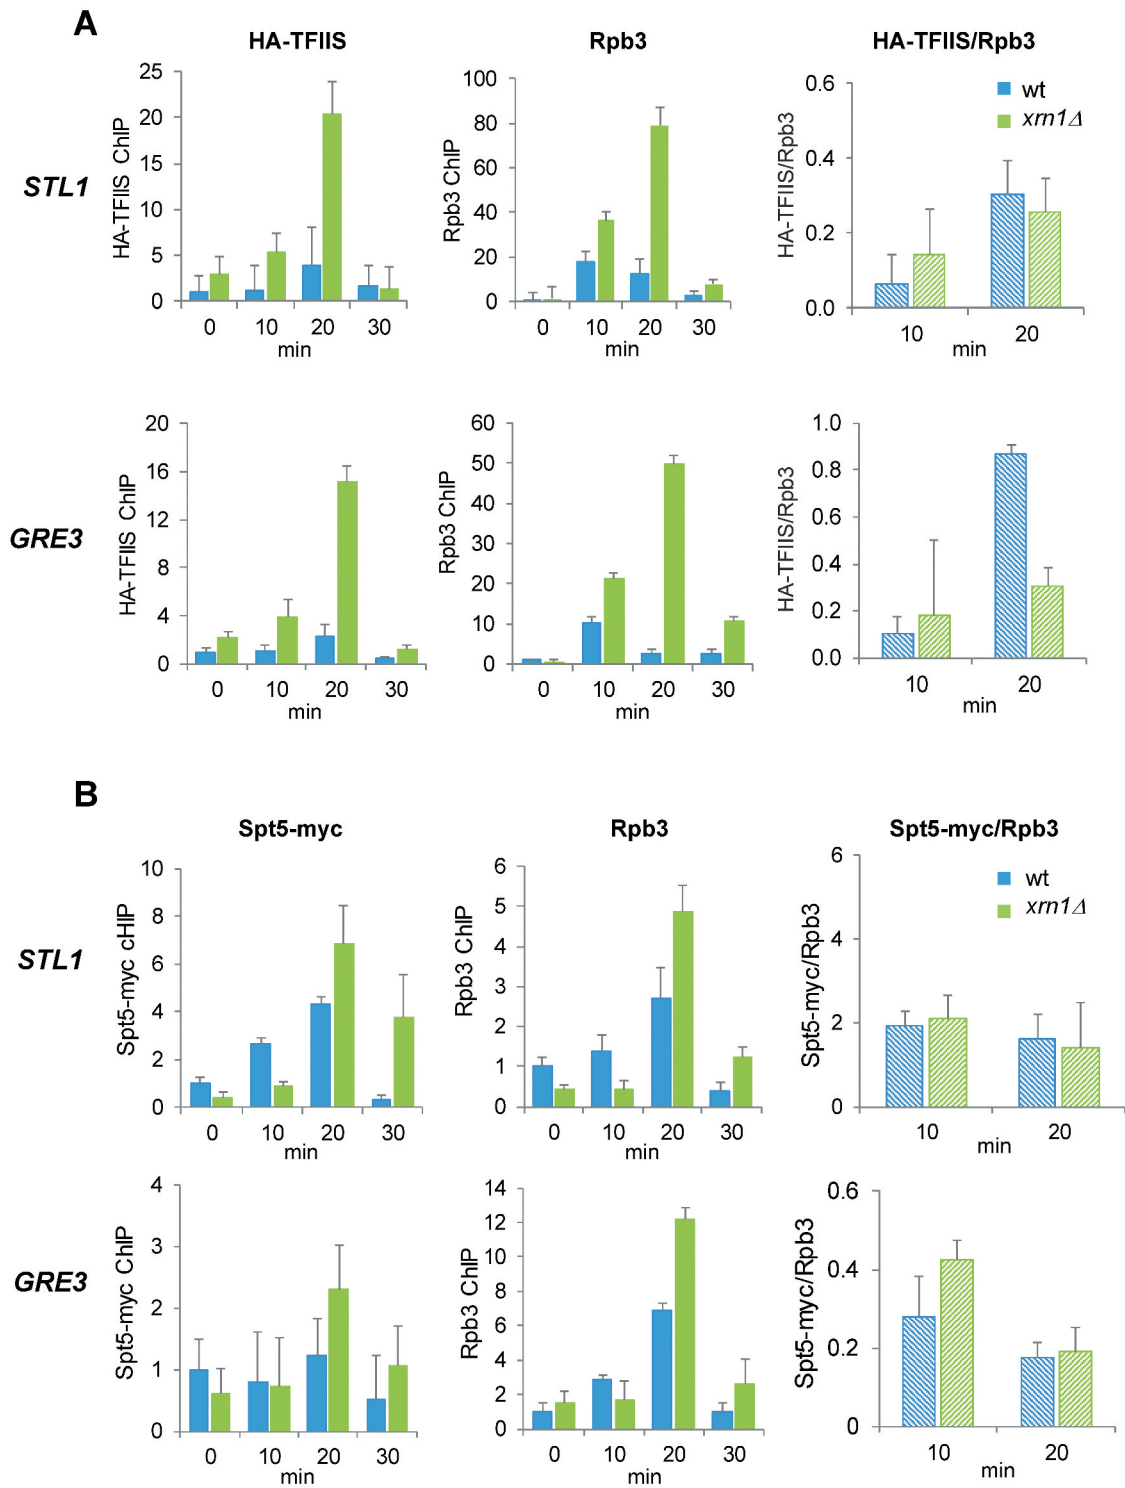 A
HA-TFIIS
Rpb3
HA-TFIIS/Rpb3
STL1
HA-TFIIS ChIP
25
20
15
10
5
0
0 10 20 30
min
Rpb3 ChIP
100
80
60
40
20
0
0 10 20 30
min
HA-TFIIS/Rpb3
0.6
0.4
0.2
0.0
wt
xrn1Δ
10 20
min
GRE3
HA-TFIIS ChIP
20
16
12
8
4
0
0 10 20 30
min
Rpb3 ChIP
60
50
40
30
20
10
0
0 10 20 30
min
HA-TFIIS/Rpb3
1.0
0.8
0.6
0.4
0.2
0.0
10 20
min
B
Spt5-myc
Rpb3
Spt5-myc/Rpb3
STL1
Spt5-myc cHIP
10
8
6
4
2
0
0 10 20 30
min
Rpb3 ChIP
6
5
4
3
2
1
0
0 10 20 30
min
Spt5-myc/Rpb3
6
4
2
0
wt
xrn1Δ
10 20
min
GRE3
Spt5-myc ChIP
4
3
2
1
0
0 10 20 30
min
Rpb3 ChIP
14
12
10
8
6
4
2
0
0 10 20 30
min
Spt5-myc/Rpb3
0.6
0.4
0.2
0
10 20
min